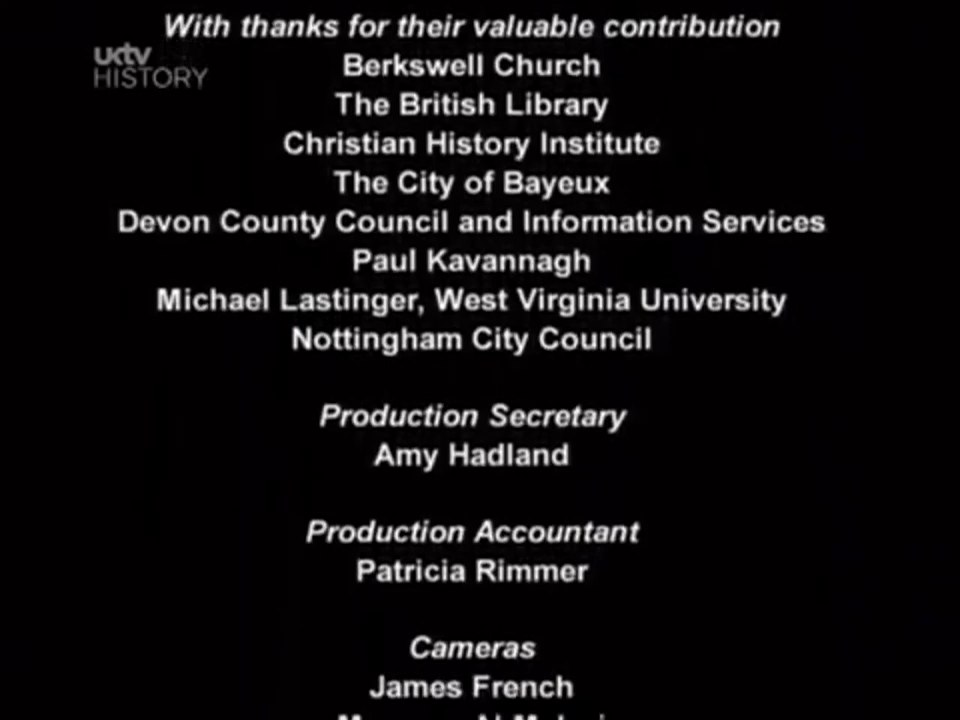 With thanks for their valuable contribution
uktv
HISTORY
Berkswell Church
The British Library
Christian History Institute
The City of Bayeux
Devon County Council and Information Services
Paul Kavannagh
Michael Lastinger, West Virginia University
Nottingham City Council
Production Secretary
Amy Hadland
Production Accountant
Patricia Rimmer
Cameras
James French